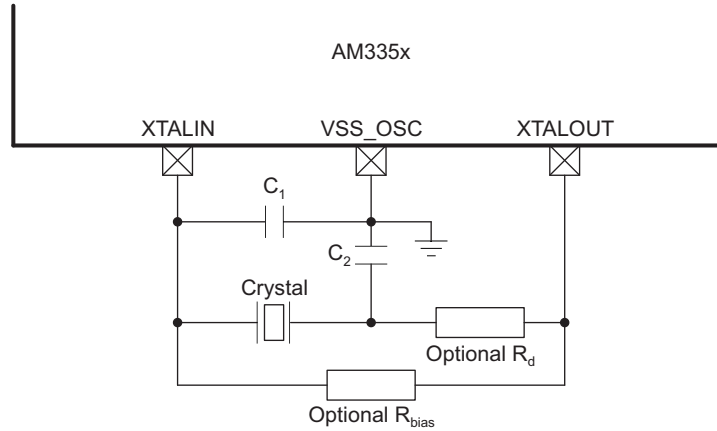 AM335x
XTALIN
VSS_OSC
XTALOUT
C1
C2
Crystal
Optional Rd
Optional Rbias